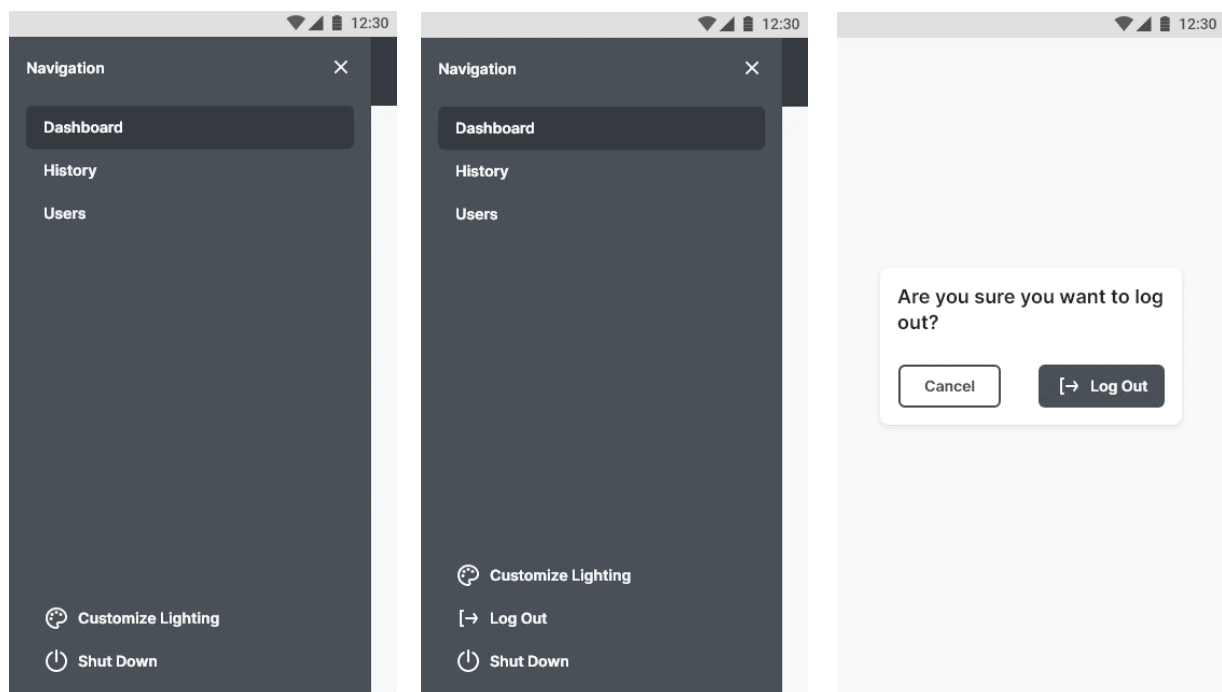 12:30
Navigation
Dashboard
History
Users
Customize Lighting
Shut Down
12:30
Navigation
Dashboard
History
Users
Customize Lighting
Log Out
Shut Down
12:30
Are you sure you want to log
out?
Cancel
Log Out